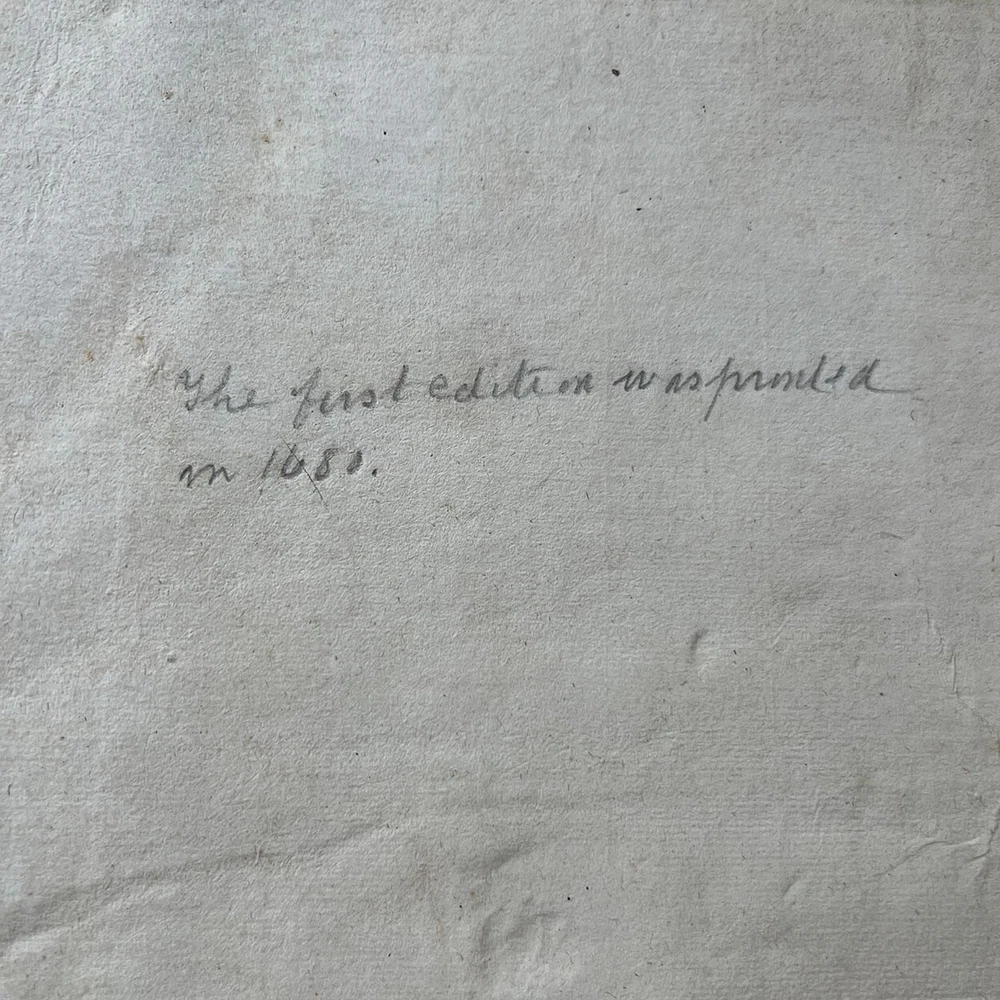 The first edition was printed
in 1680.